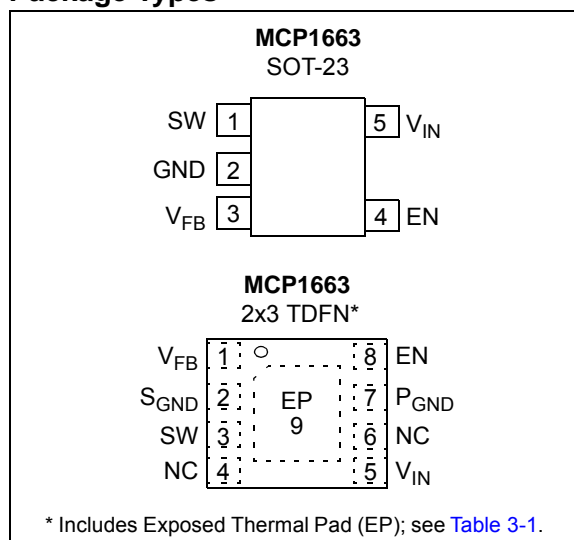 Package Types
MCP1663
SOT-23
SW 1 5 VIN
GND 2
VFB 3 4 EN
MCP1663
2x3 TDFN*
VFB 1 8 EN
SGND 2 EP 7 PGND
SW 3 9 6 NC
NC 4 5 VIN
* Includes Exposed Thermal Pad (EP); see Table 3-1.